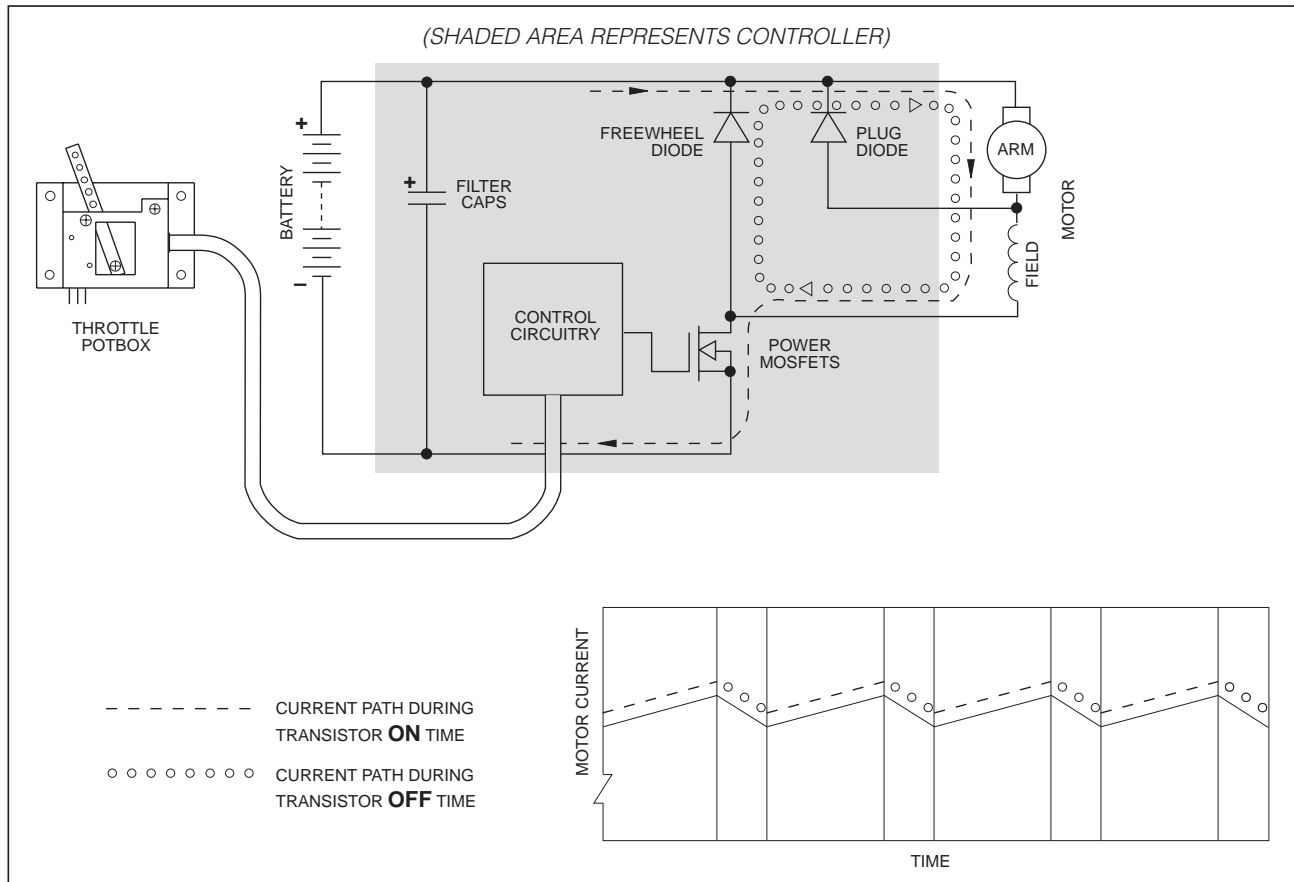 (SHADED AREA REPRESENTS CONTROLLER)
+
BATTERY
–
+
FILTER
CAPS
FREEWHEEL
DIODE
PLUG
DIODE
ARM
MOTOR
FIELD
CONTROL
CIRCUITRY
POWER
MOSFETS
THROTTLE
POTBOX
CURRENT PATH DURING
TRANSISTOR ON TIME
CURRENT PATH DURING
TRANSISTOR OFF TIME
MOTOR CURRENT
TIME